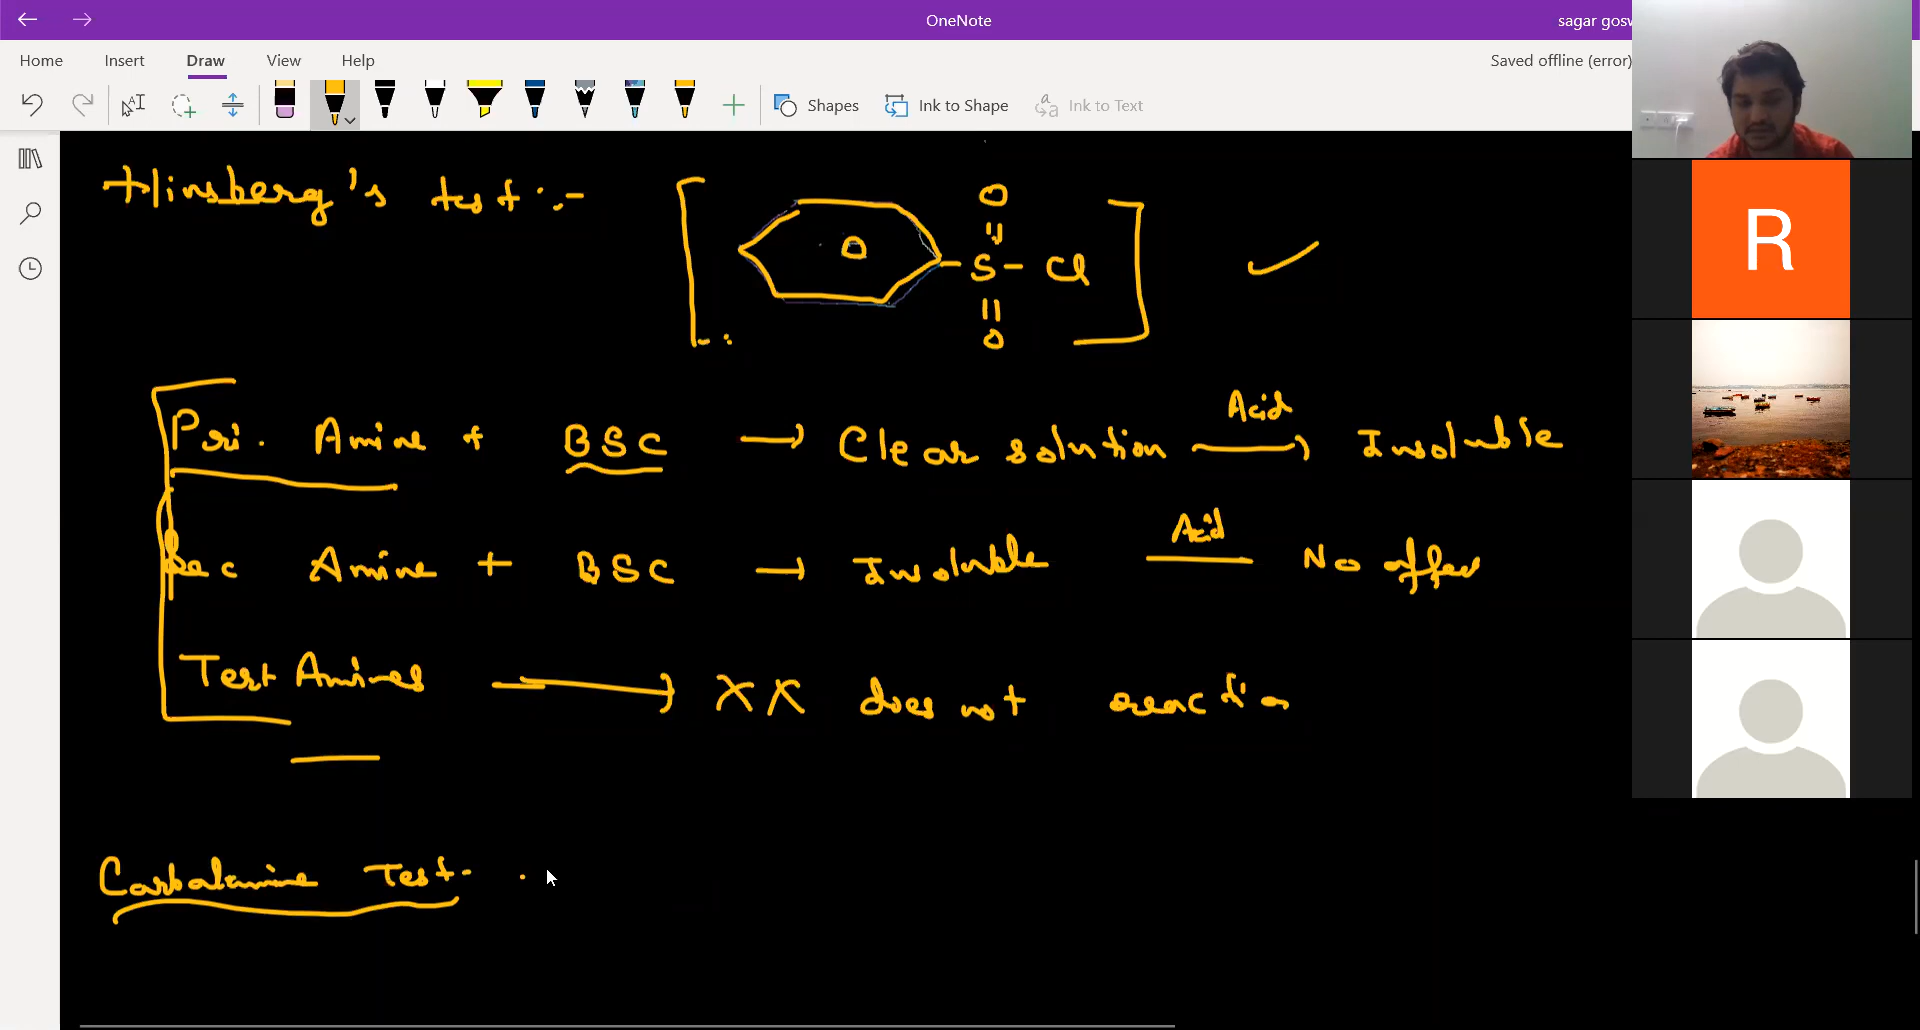 OneNote
sagar gosw
Home Insert Draw View Help
Saved offline (error)
Shapes Ink to Shape Ink to Text
R
Hinsberg's test :-
O
S - Cl
O
Acid
Pri. Amine + BSC → Clear solution → Insoluble
Acid
Sec Amine + BSC → Insoluble No effec
Tert Amines → XX does not reaction
Carbalamine Test-